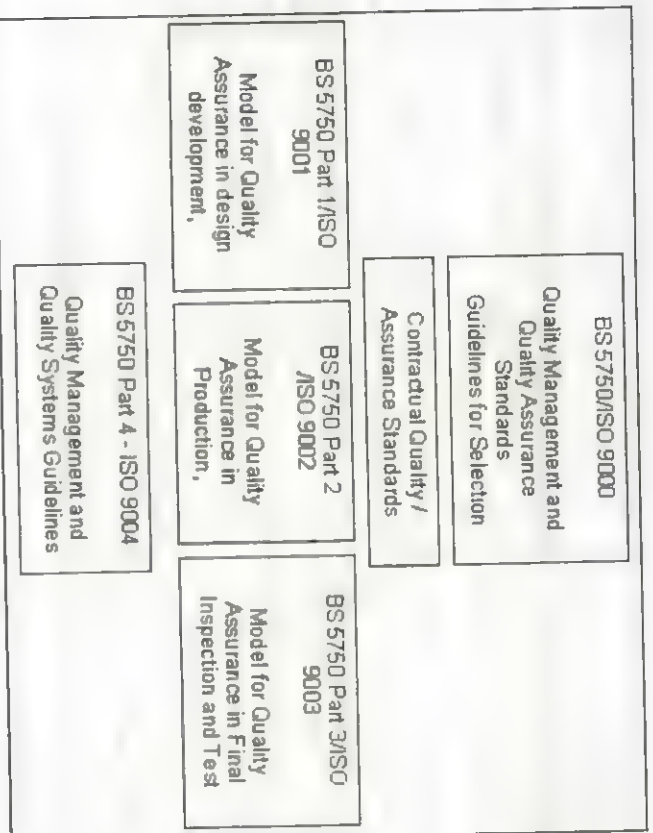 BS 5750/ISO 9000
Quality Management and
Quality Assurance
Standards
Guidelines for Selection
Contractual Quality /
Assurance Standards
BS 5750 Part 1/ISO
9001
Model for Quality
Assurance in design
development,
BS 5750 Part 2
/ISO 9002
Model for Quality
Assurance in
Production,
BS 5750 Part 3/ISO
9003
Model for Quality
Assurance in Final
Inspection and Test
BS 5750 Part 4 - ISO 9004
Quality Management and
Quality Systems Guidelines